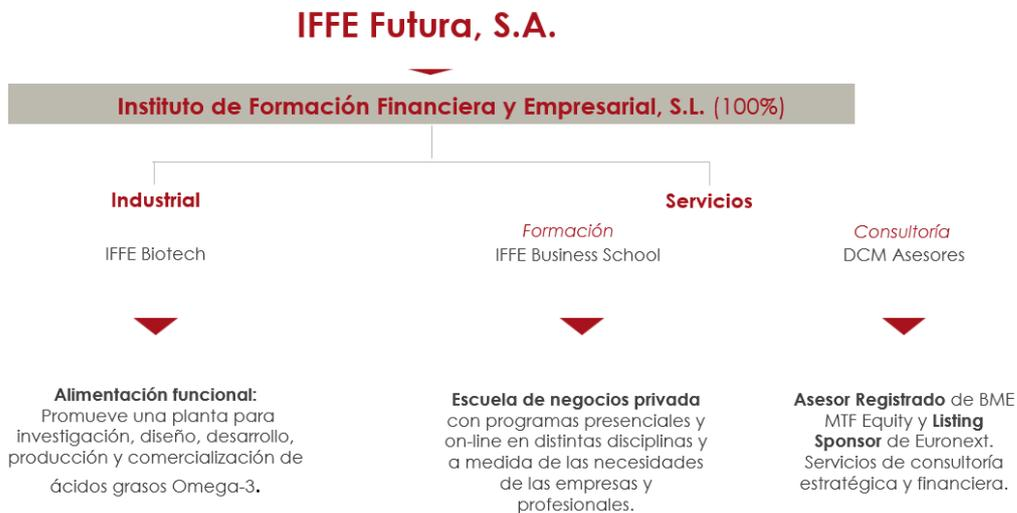 IFFE Futura, S.A.
Instituto de Formación Financiera y Empresarial, S.L. (100%)
Industrial
IFFE Biotech
Alimentación funcional:
Promueve una planta para
investigación, diseño, desarrollo,
producción y comercialización de
ácidos grasos Omega-3.
Servicios
Formación
IFFE Business School
Escuela de negocios privada
con programas presenciales y
on-line en distintas disciplinas y
a medida de las necesidades
de las empresas y
profesionales.
Consultoría
DCM Asesores
Asesor Registrado de BME
MTF Equity y Listing
Sponsor de Euronext.
Servicios de consultoría
estratégica y financiera.